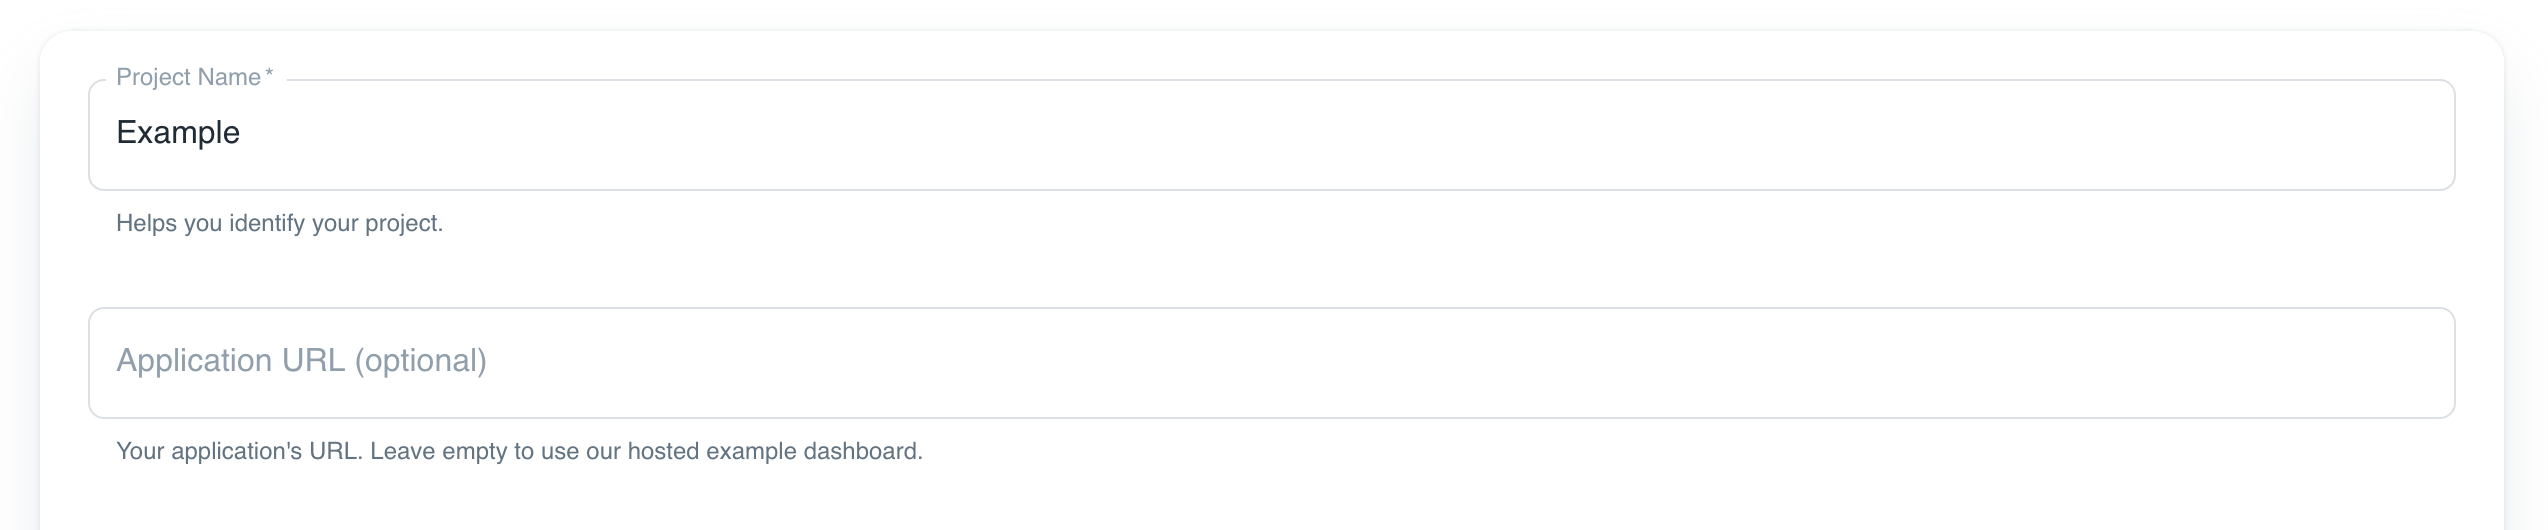 Project Name *
Example
Helps you identify your project.
Application URL (optional)
Your application's URL. Leave empty to use our hosted example dashboard.